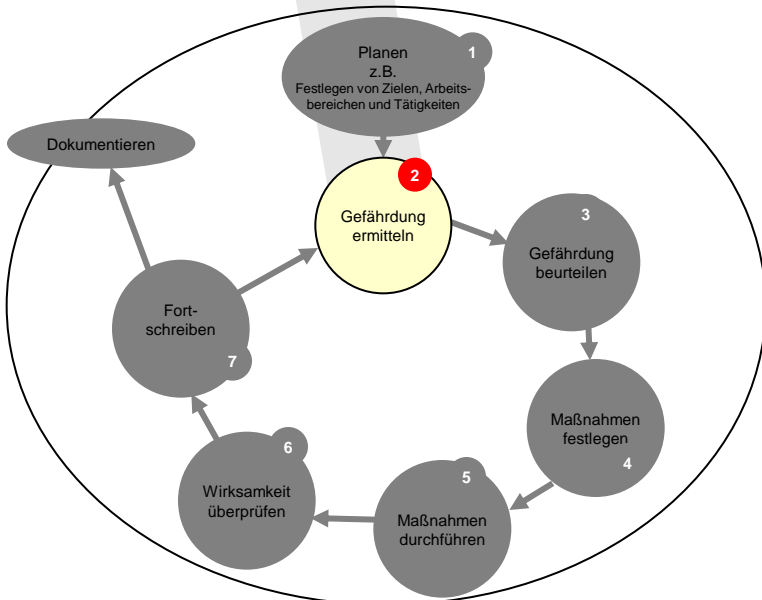 Planen
z.B.
Festlegen von Zielen, Arbeits-
bereichen und Tätigkeiten
1
Gefährdung
ermitteln
2
Gefährdung
beurteilen
3
Maßnahmen
festlegen
4
Maßnahmen
durchführen
5
Wirksamkeit
überprüfen
6
Fort-
schreiben
7
Dokumentieren